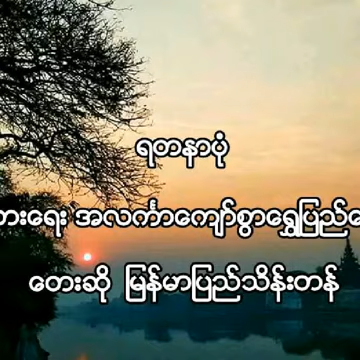 ရတနာပုံ
အလင်္ကာကျော်စွာရွှေပြည်
တေးဆို မြန်မာပြည်သိန်းတန်